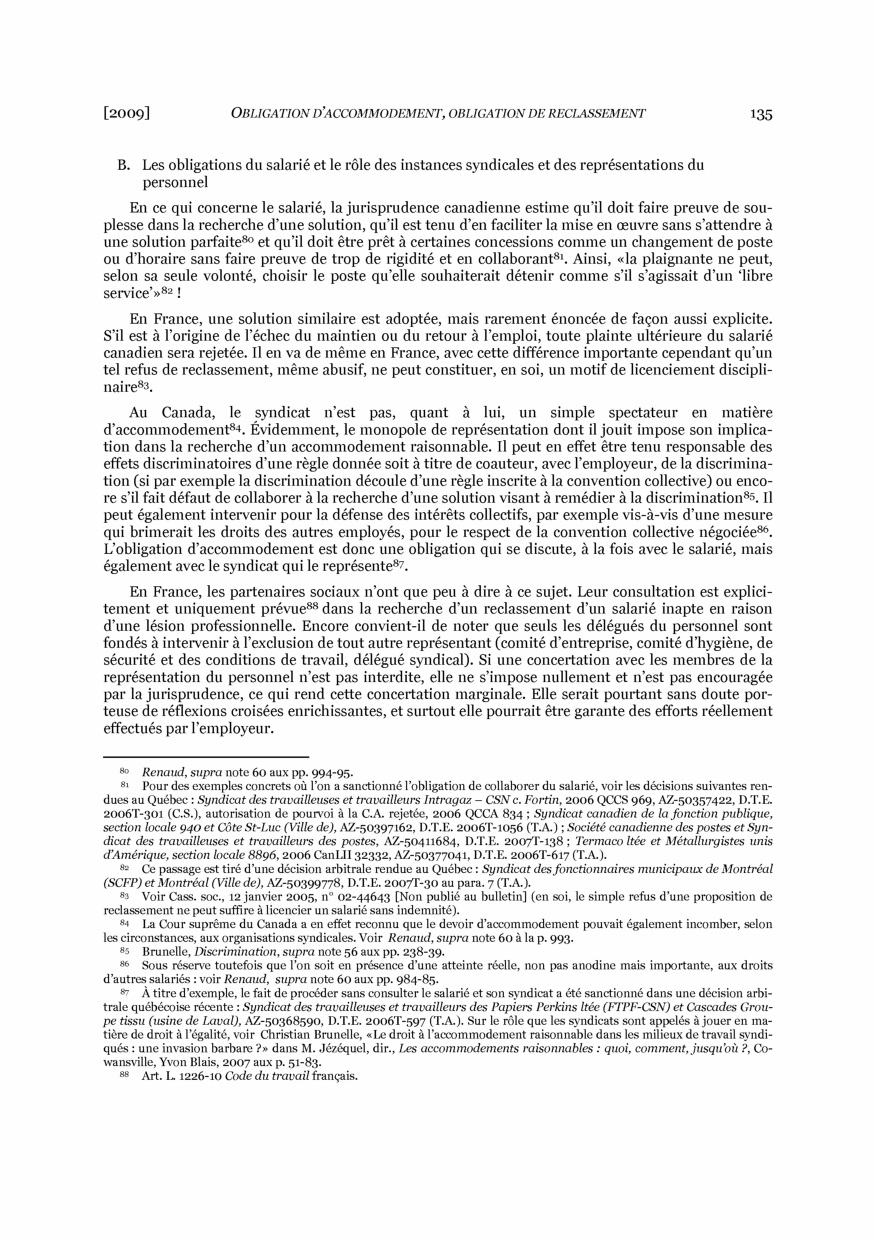 [2009] OBLIGATION D’ACCOMMODEMENT, OBLIGATION DE RECLASSEMENT 135
B. Les obligations du salarié et le rôle des instances syndicales et des représentations du
personnel
En ce qui concerne le salarié, la jurisprudence canadienne estime qu’il doit faire preuve de sou-
plesse dans la recherche d’une solution, qu’il est tenu d’en faciliter la mise en œuvre sans s’attendre à
une solution parfaite80 et qu’il doit être prêt à certaines concessions comme un changement de poste
ou d’horaire sans faire preuve de trop de rigidité et en collaborant81. Ainsi, «la plaignante ne peut,
selon sa seule volonté, choisir le poste qu’elle souhaiterait détenir comme s’il s’agissait d’un ‘libre
service’»82 !
En France, une solution similaire est adoptée, mais rarement énoncée de façon aussi explicite.
S’il est à l’origine de l’échec du maintien ou du retour à l’emploi, toute plainte ultérieure du salarié
canadien sera rejetée. Il en va de même en France, avec cette différence importante cependant qu’un
tel refus de reclassement, même abusif, ne peut constituer, en soi, un motif de licenciement discipli-
naire83.
Au Canada, le syndicat n’est pas, quant à lui, un simple spectateur en matière
d’accommodement84. Évidemment, le monopole de représentation dont il jouit impose son implica-
tion dans la recherche d’un accommodement raisonnable. Il peut en effet être tenu responsable des
effets discriminatoires d’une règle donnée soit à titre de coauteur, avec l’employeur, de la discrimina-
tion (si par exemple la discrimination découle d’une règle inscrite à la convention collective) ou enco-
re s’il fait défaut de collaborer à la recherche d’une solution visant à remédier à la discrimination85. Il
peut également intervenir pour la défense des intérêts collectifs, par exemple vis-à-vis d’une mesure
qui brimerait les droits des autres employés, pour le respect de la convention collective négociée86.
L’obligation d’accommodement est donc une obligation qui se discute, à la fois avec le salarié, mais
également avec le syndicat qui le représente87.
En France, les partenaires sociaux n’ont que peu à dire à ce sujet. Leur consultation est explici-
tement et uniquement prévue88 dans la recherche d’un reclassement d’un salarié inapte en raison
d’une lésion professionnelle. Encore convient-il de noter que seuls les délégués du personnel sont
fondés à intervenir à l’exclusion de tout autre représentant (comité d’entreprise, comité d’hygiène, de
sécurité et des conditions de travail, délégué syndical). Si une concertation avec les membres de la
représentation du personnel n’est pas interdite, elle ne s’impose nullement et n’est pas encouragée
par la jurisprudence, ce qui rend cette concertation marginale. Elle serait pourtant sans doute por-
teuse de réflexions croisées enrichissantes, et surtout elle pourrait être garante des efforts réellement
effectués par l’employeur.
80 Renaud, supra note 60 aux pp. 994-95.
81 Pour des exemples concrets où l’on a sanctionné l’obligation de collaborer du salarié, voir les décisions suivantes ren-
dues au Québec : Syndicat des travailleuses et travailleurs Intragaz – CSN c. Fortin, 2006 QCCS 969, AZ-50357422, D.T.E.
2006T-301 (C.S.), autorisation de pourvoi à la C.A. rejetée, 2006 QCCA 834 ; Syndicat canadien de la fonction publique,
section locale 940 et Côte St-Luc (Ville de), AZ-50397162, D.T.E. 2006T-1056 (T.A.) ; Société canadienne des postes et Syn-
dicat des travailleuses et travailleurs des postes, AZ-50411684, D.T.E. 2007T-138 ; Termaco ltée et Métallurgistes unis
d’Amérique, section locale 8896, 2006 CanLII 32332, AZ-50377041, D.T.E. 2006T-617 (T.A.).
82 Ce passage est tiré d’une décision arbitrale rendue au Québec : Syndicat des fonctionnaires municipaux de Montréal
(SCFP) et Montréal (Ville de), AZ-50399778, D.T.E. 2007T-30 au para. 7 (T.A.).
83 Voir Cass. soc., 12 janvier 2005, n° 02-44643 [Non publié au bulletin] (en soi, le simple refus d’une proposition de
reclassement ne peut suffire à licencier un salarié sans indemnité).
84 La Cour suprême du Canada a en effet reconnu que le devoir d’accommodement pouvait également incomber, selon
les circonstances, aux organisations syndicales. Voir Renaud, supra note 60 à la p. 993.
85 Brunelle, Discrimination, supra note 56 aux pp. 238-39.
86 Sous réserve toutefois que l’on soit en présence d’une atteinte réelle, non pas anodine mais importante, aux droits
d’autres salariés : voir Renaud, supra note 60 aux pp. 984-85.
87 À titre d’exemple, le fait de procéder sans consulter le salarié et son syndicat a été sanctionné dans une décision arbi-
trale québécoise récente : Syndicat des travailleuses et travailleurs des Papiers Perkins ltée (FTPF-CSN) et Cascades Grou-
pe tissu (usine de Laval), AZ-50368590, D.T.E. 2006T-597 (T.A.). Sur le rôle que les syndicats sont appelés à jouer en ma-
tière de droit à l’égalité, voir Christian Brunelle, «Le droit à l’accommodement raisonnable dans les milieux de travail syndi-
qués : une invasion barbare ?» dans M. Jézéquel, dir., Les accommodements raisonnables : quoi, comment, jusqu’où ?, Co-
wansville, Yvon Blais, 2007 aux p. 51-83.
88 Art. L. 1226-10 Code du travail français.